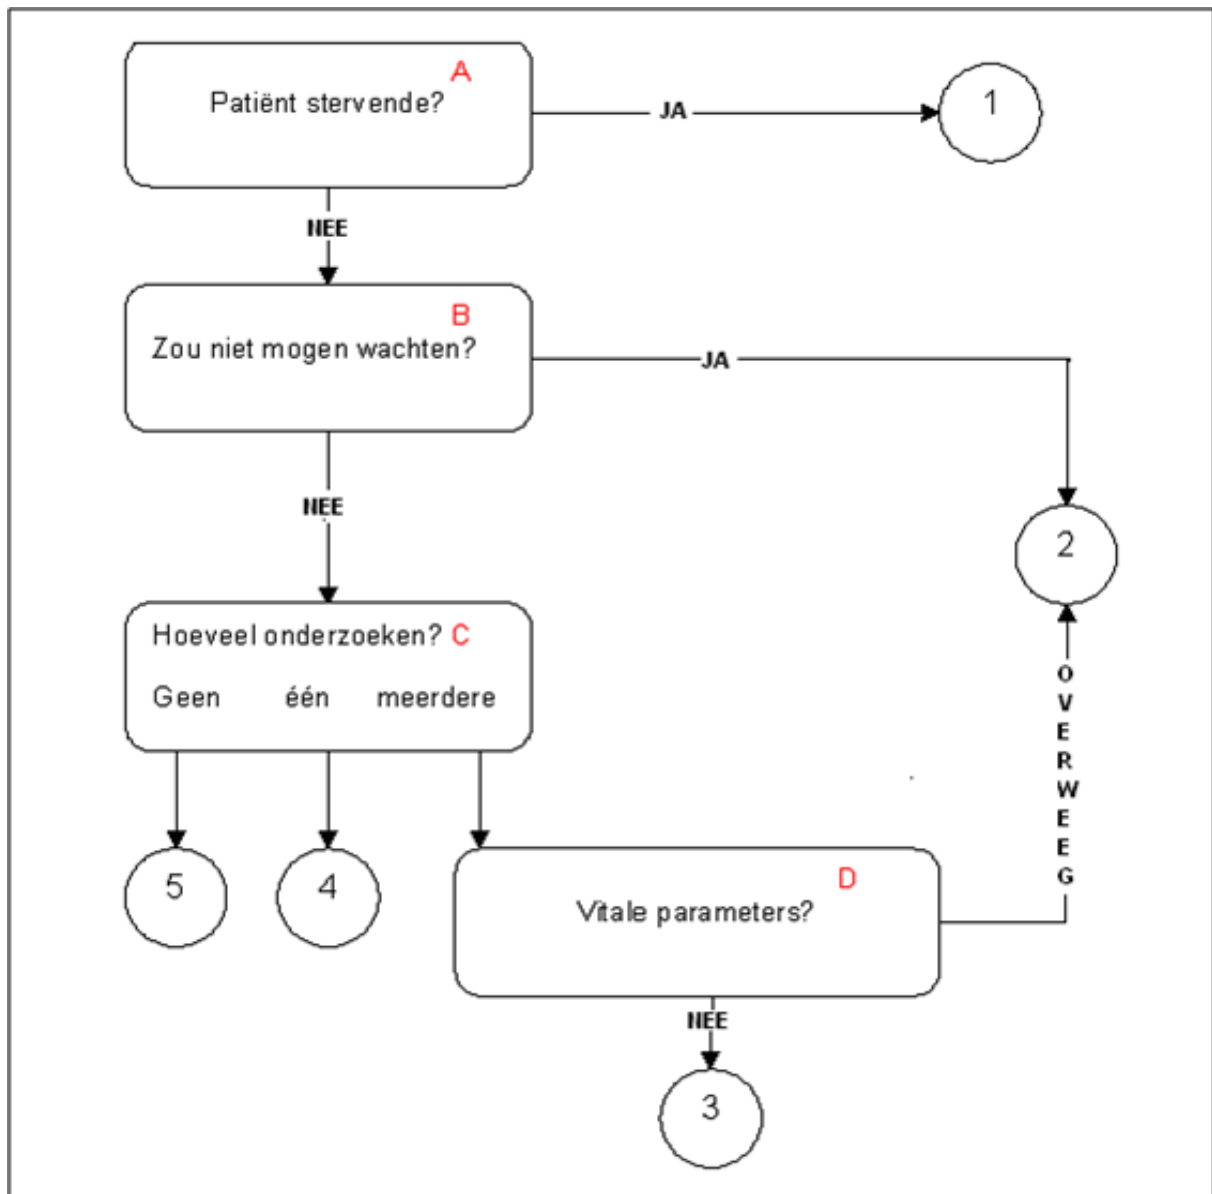 A
Patiënt stervende?
JA
1
NEE
B
Zou niet mogen wachten?
JA
NEE
2
Hoeveel onderzoeken? C
Geen één meerdere
OVERWEEG
5
4
D
Vitale parameters?
NEE
3